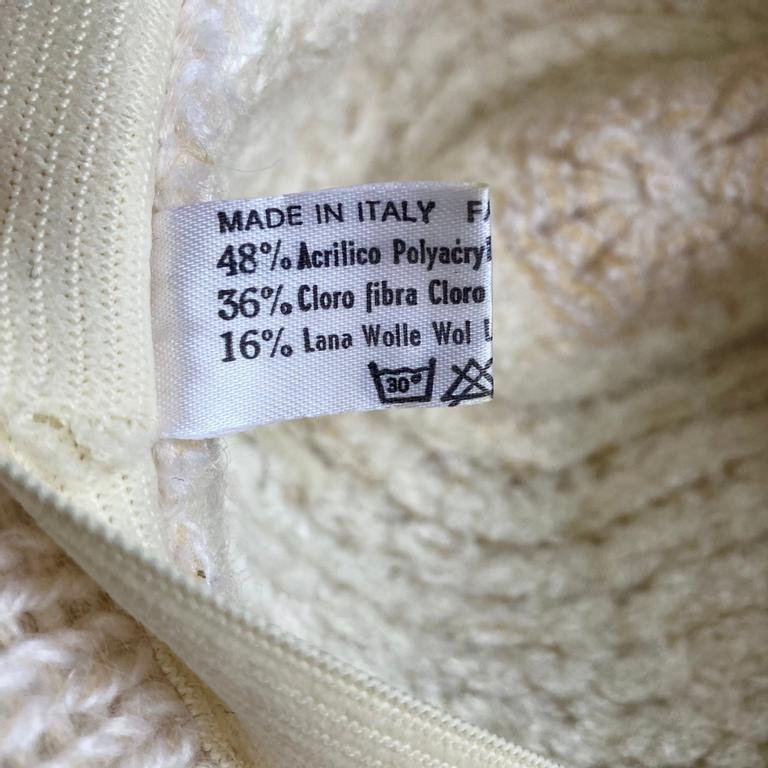 MADE IN ITALY
48% Acrilico Polyacry
36% Cloro fibra Cloro
16% Lana Wolle Wol
30°